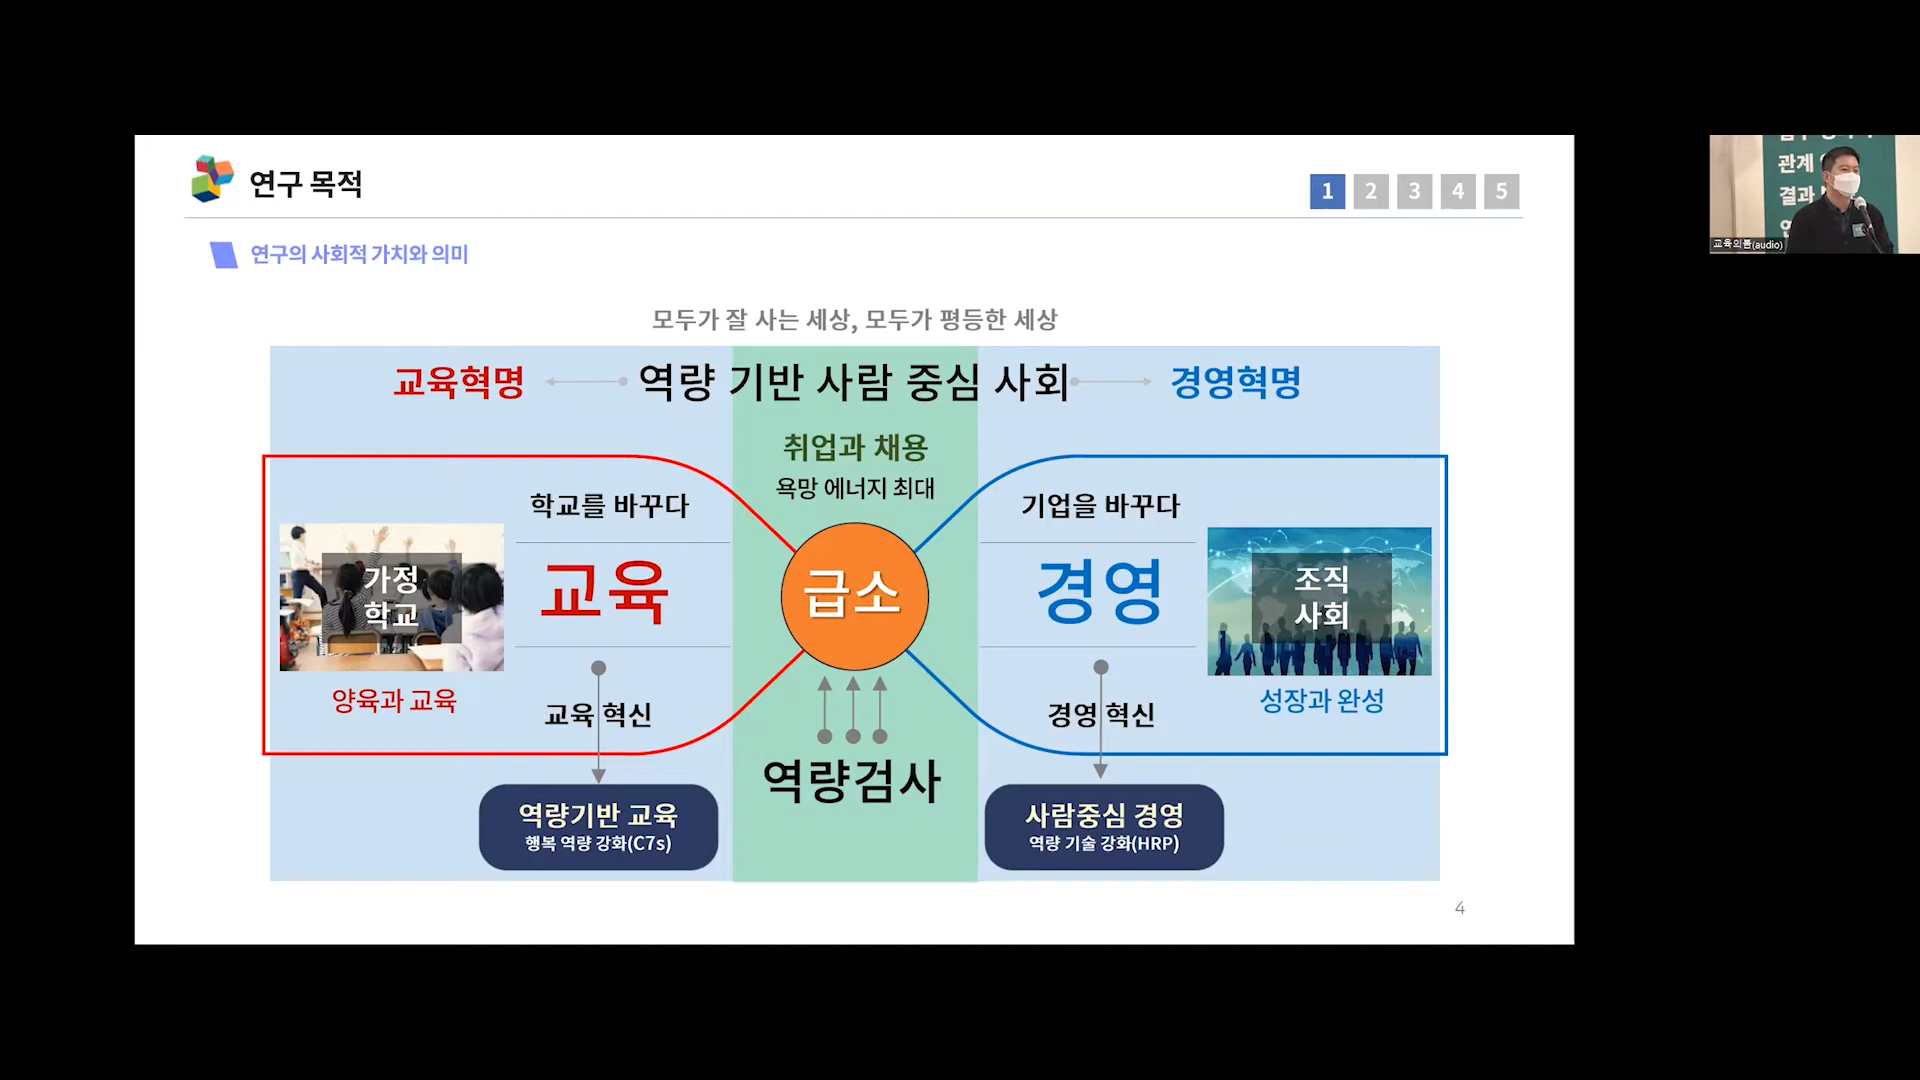 연구 목적
1 2 3 4 5
연구의 사회적 가치와 의미
모두가 잘 사는 세상, 모두가 평등한 세상
교육혁명
역량 기반 사람 중심 사회
경영혁명
취업과 채용
욕망 에너지 최대
학교를 바꾸다
기업을 바꾸다
가정
학교
교육
급소
경영
조직
사회
양육과 교육
성장과 완성
교육 혁신
경영 혁신
역량검사
역량기반 교육
행복 역량 강화(C7s)
사람중심 경영
역량 기술 강화(HRP)
4
관계
결과
교육의봄(audio)